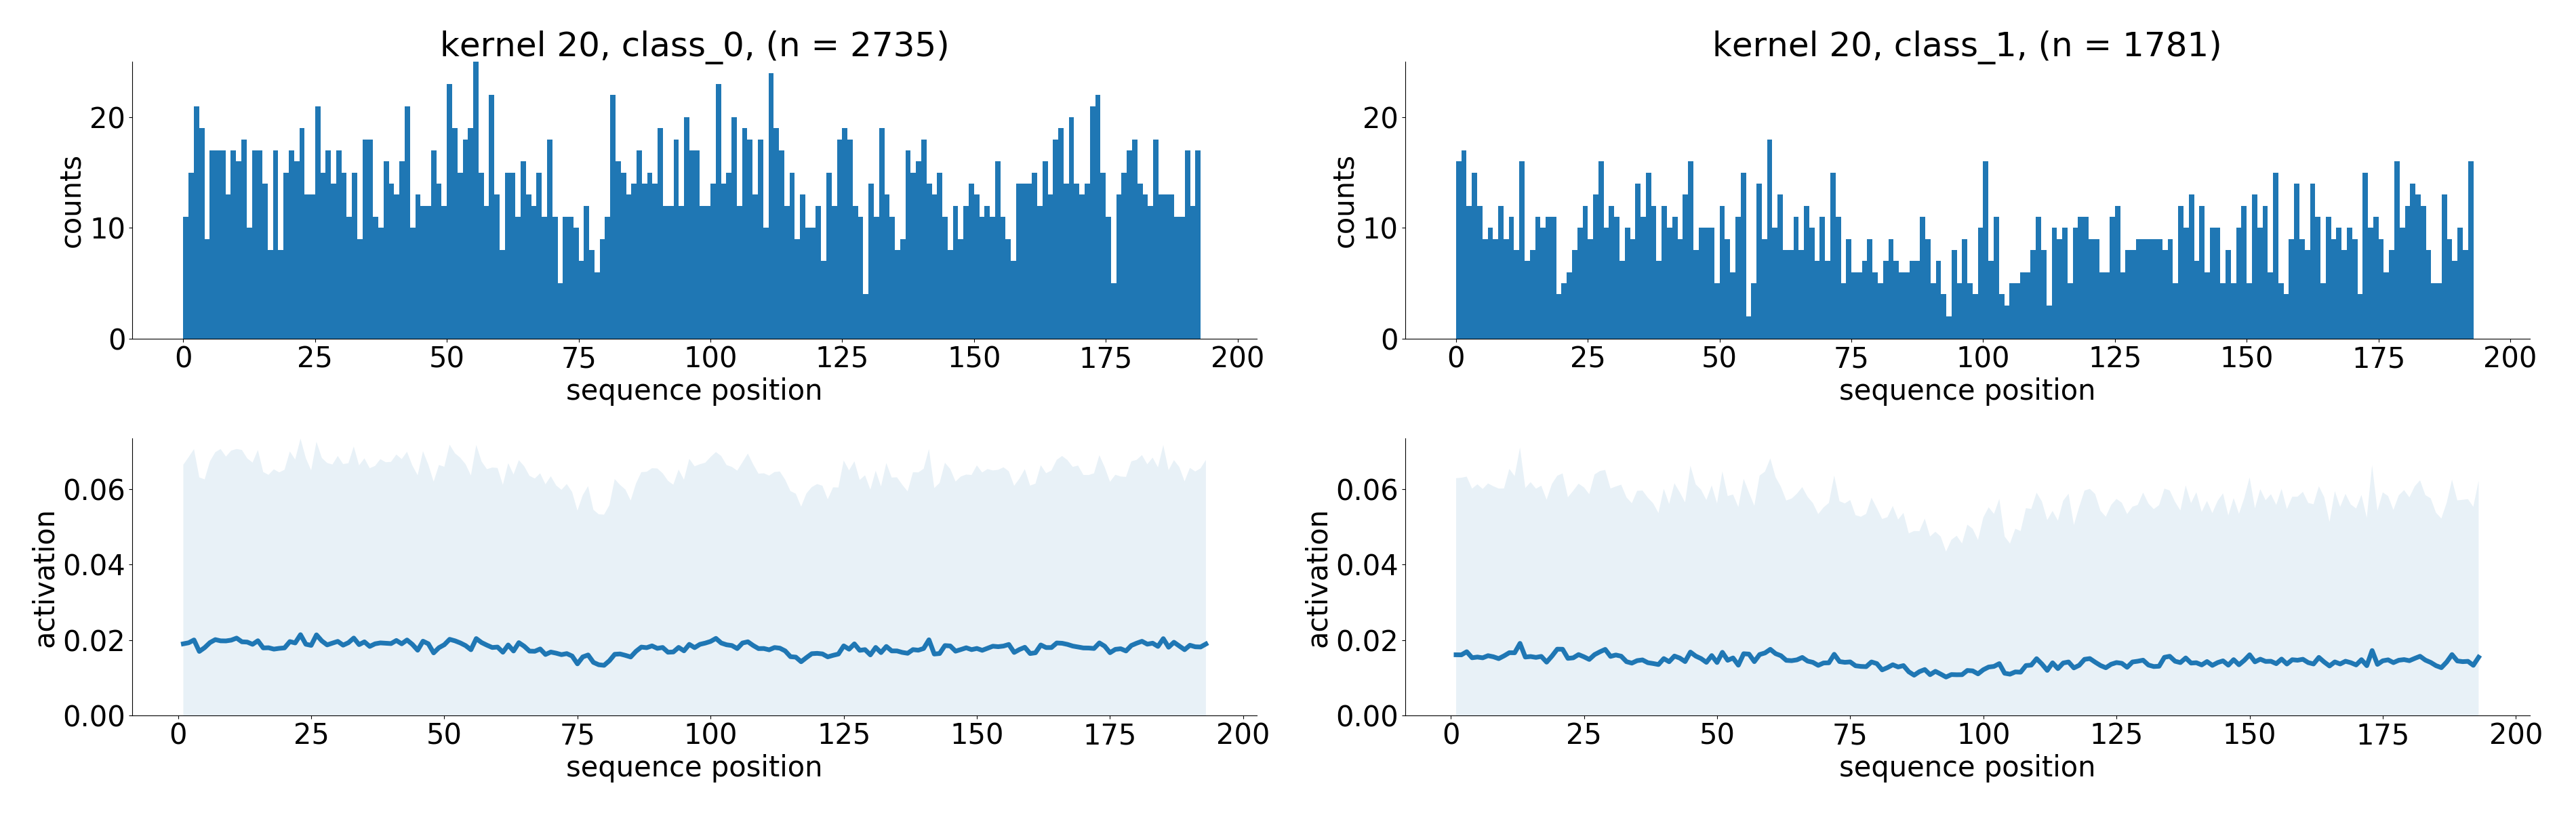 kernel 20, class_0, (n = 2735)
counts
20
10
0
0 25 50 75 100 125 150 175 200
sequence position
kernel 20, class_1, (n = 1781)
counts
20
10
0
0 25 50 75 100 125 150 175 200
sequence position
activation
0.06
0.04
0.02
0.00
0 25 50 75 100 125 150 175 200
sequence position
activation
0.06
0.04
0.02
0.00
0 25 50 75 100 125 150 175 200
sequence position